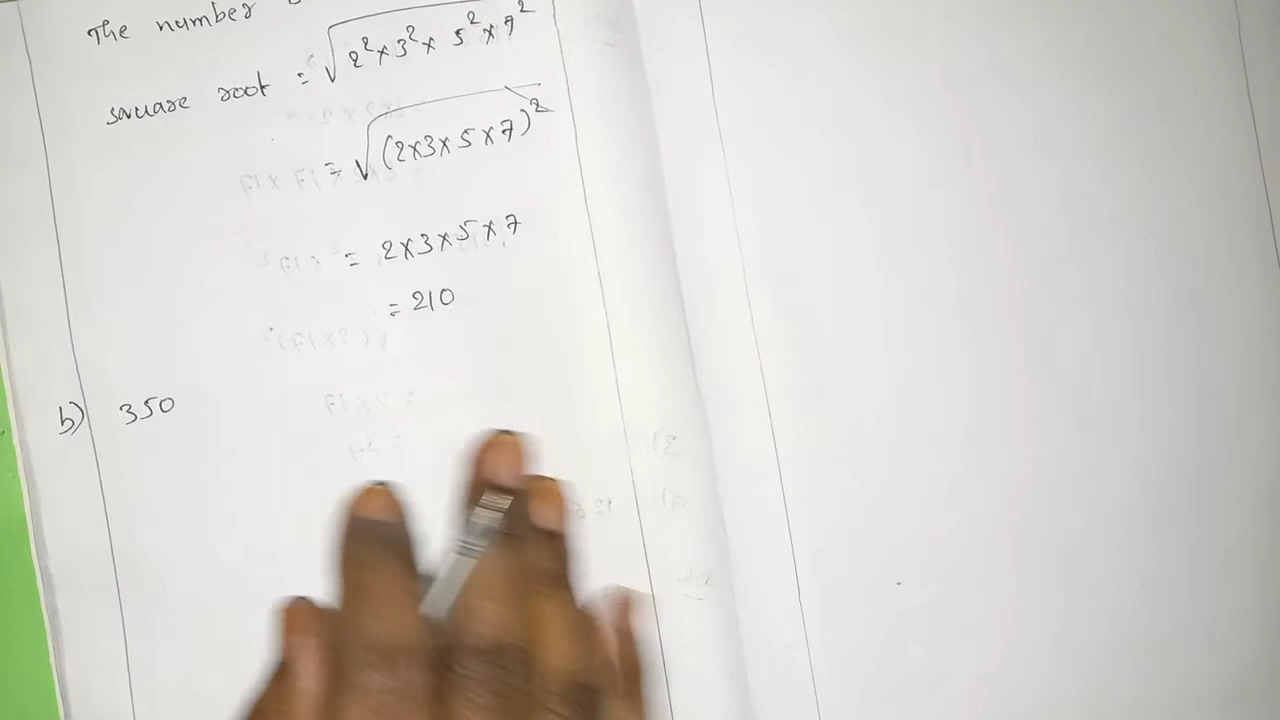 The number
square root = √2² × 3² × 5² × 7²
= √(2×3×5×7)²
= 2×3×5×7
= 210
b) 350